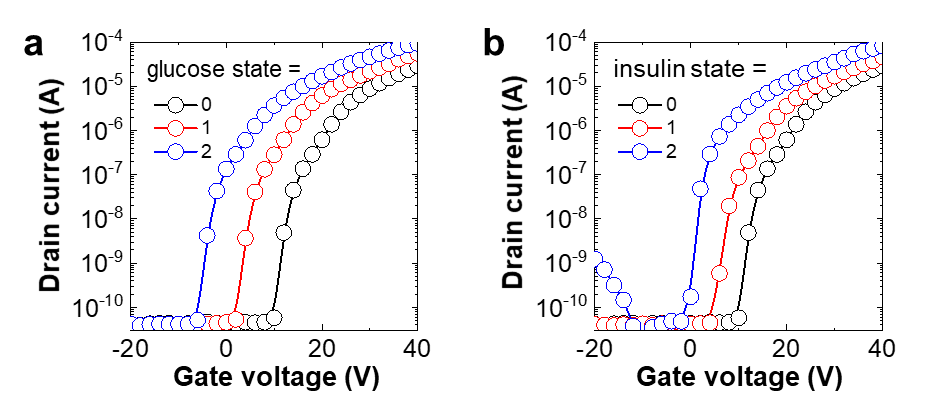 a
glucose state =
0
1
2
10⁻⁴
10⁻⁵
10⁻⁶
10⁻⁷
10⁻⁸
10⁻⁹
10⁻¹⁰
Drain current (A)
-20 0 20 40
Gate voltage (V)
b
insulin state =
0
1
2
10⁻⁴
10⁻⁵
10⁻⁶
10⁻⁷
10⁻⁸
10⁻⁹
10⁻¹⁰
Drain current (A)
-20 0 20 40
Gate voltage (V)